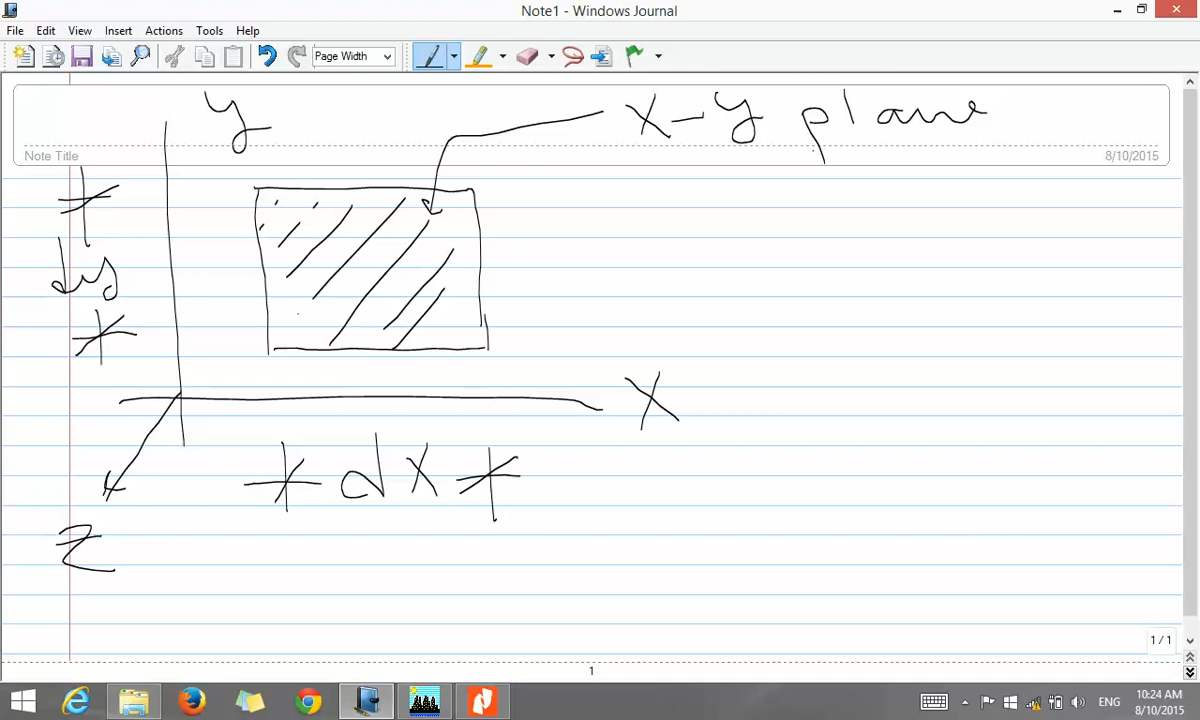 Note1 - Windows Journal
File Edit View Insert Actions Tools Help
Page Width
y
x-y plane
Note Title
8/10/2015
dy
X
* dx *
z
1 / 1
1
ENG
10:24 AM
8/10/2015